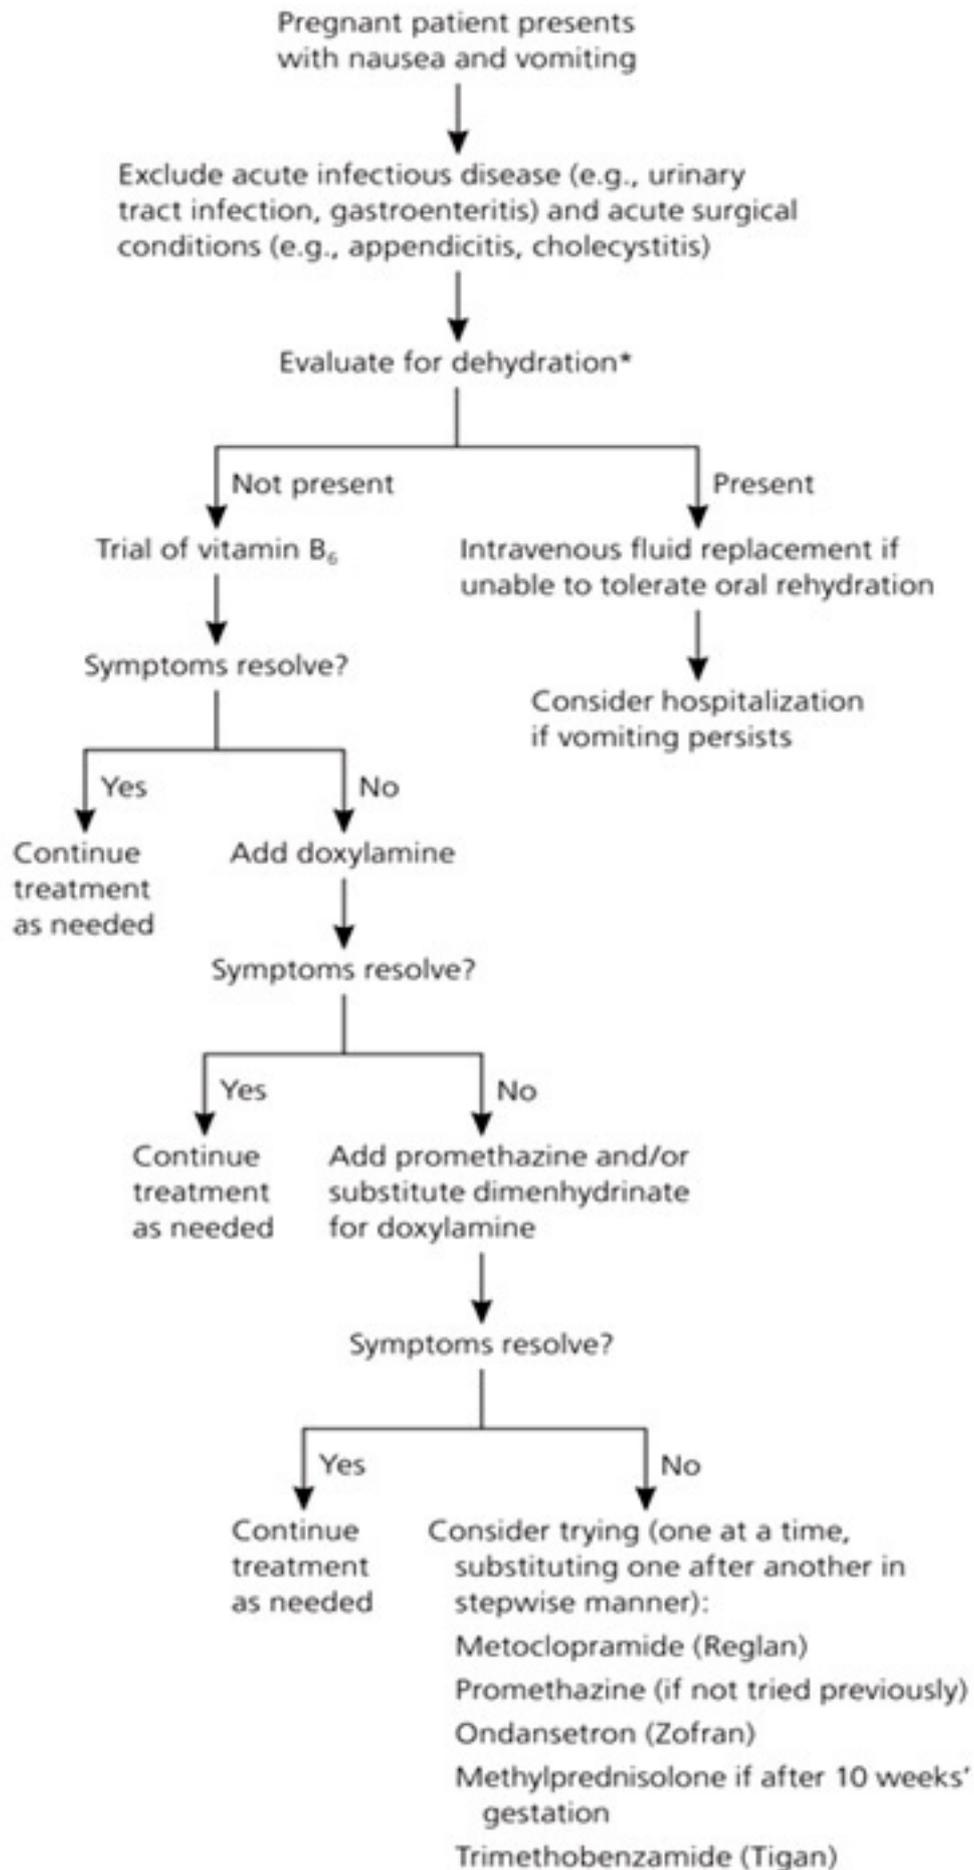 Pregnant patient presents
with nausea and vomiting
Exclude acute infectious disease (e.g., urinary
tract infection, gastroenteritis) and acute surgical
conditions (e.g., appendicitis, cholecystitis)
Evaluate for dehydration*
Not present
Present
Trial of vitamin B₆
Intravenous fluid replacement if
unable to tolerate oral rehydration
Symptoms resolve?
Consider hospitalization
if vomiting persists
Yes
No
Continue
treatment
as needed
Add doxylamine
Symptoms resolve?
Yes
No
Continue
treatment
as needed
Add promethazine and/or
substitute dimenhydrinate
for doxylamine
Symptoms resolve?
Yes
No
Continue
treatment
as needed
Consider trying (one at a time,
substituting one after another in
stepwise manner):
Metoclopramide (Reglan)
Promethazine (if not tried previously)
Ondansetron (Zofran)
Methylprednisolone if after 10 weeks’
gestation
Trimethobenzamide (Tigan)